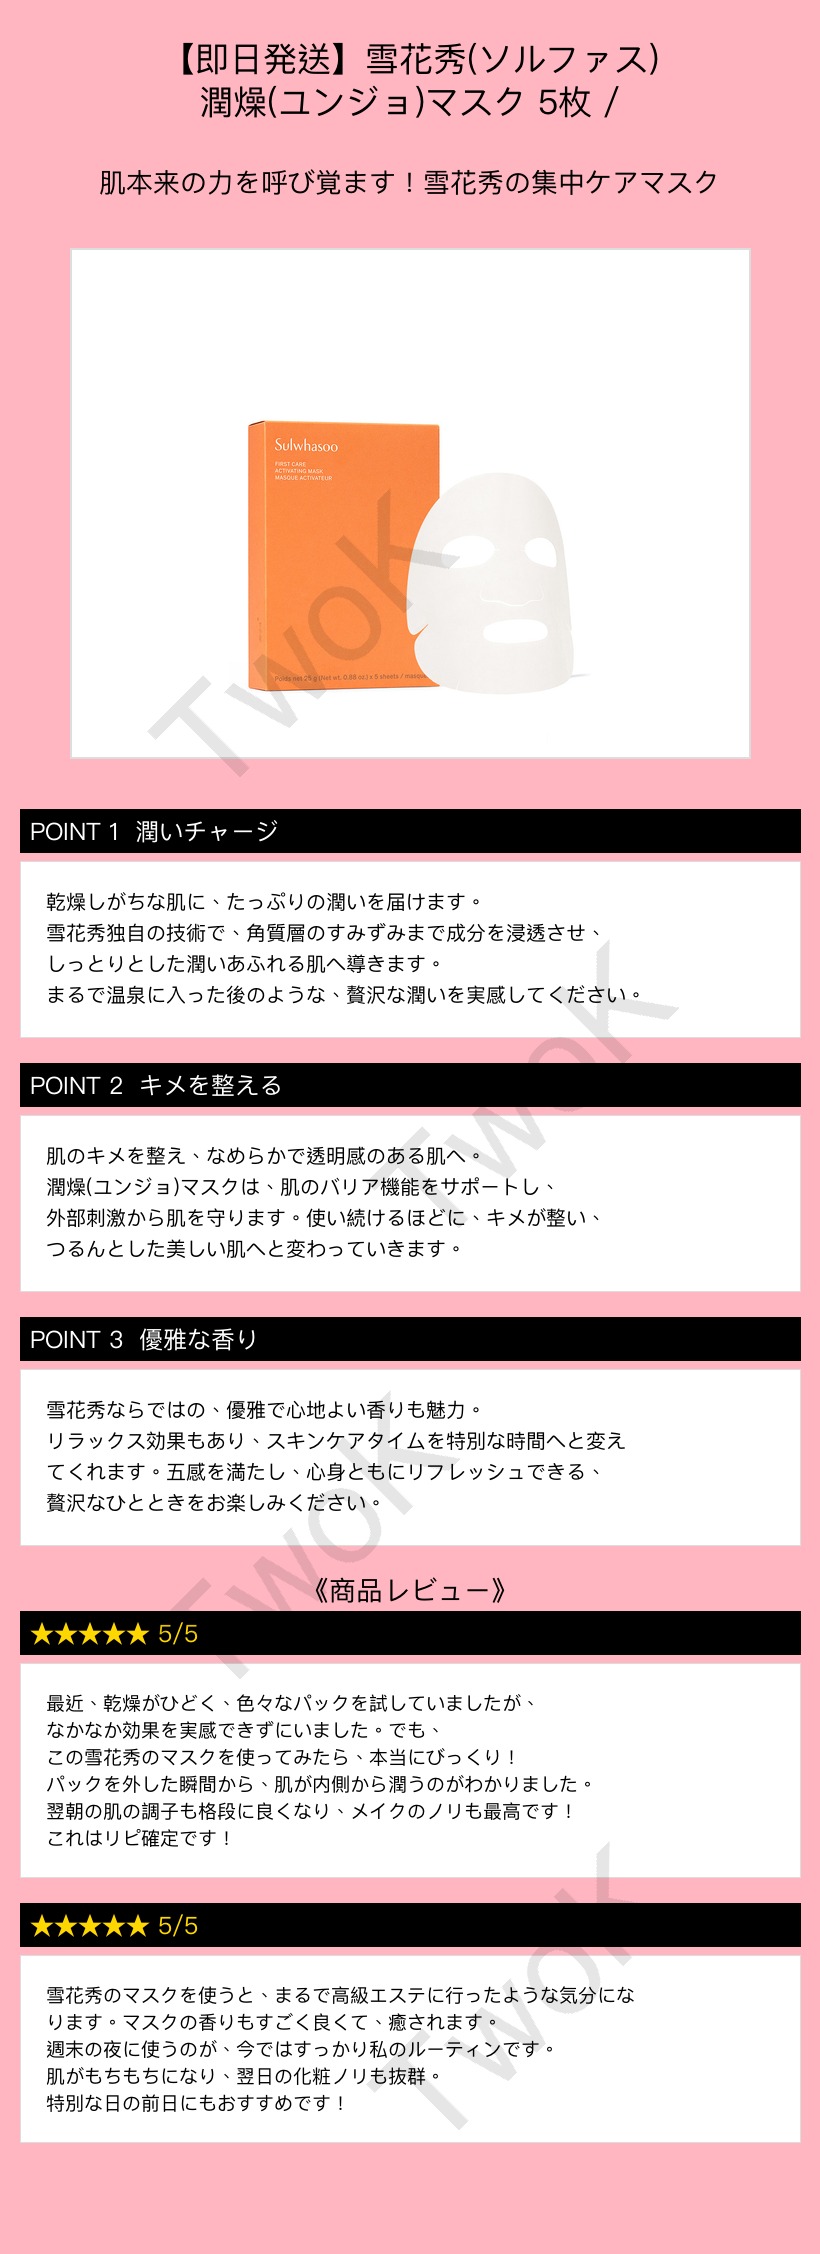 【即日発送】雪花秀(ソルファス)
潤燥(ユンジョ)マスク 5枚 /
肌本来の力を呼び覚ます！雪花秀の集中ケアマスク
Sulwhasoo
FIRST CARE
ACTIVATING MASK
MASQUE ACTIVATEUR
Poids net 25 g (Net wt. 0.88 oz.) x 5 sheets / masque
TwoK
POINT 1 潤いチャージ
乾燥しがちな肌に、たっぷりの潤いを届けます。
雪花秀独自の技術で、角質層のすみずみまで成分を浸透させ、
しっとりとした潤いあふれる肌へ導きます。
まるで温泉に入った後のような、贅沢な潤いを実感してください。
TwoK
POINT 2 キメを整える
肌のキメを整え、なめらかで透明感のある肌へ。
潤燥(ユンジョ)マスクは、肌のバリア機能をサポートし、
外部刺激から肌を守ります。使い続けるほどに、キメが整い、
つるんとした美しい肌へと変わっていきます。
POINT 3 優雅な香り
雪花秀ならではの、優雅で心地よい香りも魅力。
リラックス効果もあり、スキンケアタイムを特別な時間へと変え
てくれます。五感を満たし、心身ともにリフレッシュできる、
贅沢なひとときをお楽しみください。
TwoK
《商品レビュー》
★★★★★ 5/5
最近、乾燥がひどく、色々なパックを試していましたが、
なかなか効果を実感できずにいました。でも、
この雪花秀のマスクを使ってみたら、本当にびっくり！
パックを外した瞬間から、肌が内側から潤うのがわかりました。
翌朝の肌の調子も格段に良くなり、メイクのノリも最高です！
これはリピ確定です！
★★★★★ 5/5
雪花秀のマスクを使うと、まるで高級エステに行ったような気分にな
ります。マスクの香りもすごく良くて、癒されます。
週末の夜に使うのが、今ではすっかり私のルーティンです。
肌がもちもちになり、翌日の化粧ノリも抜群。
特別な日の前日にもおすすめです！
TwoK